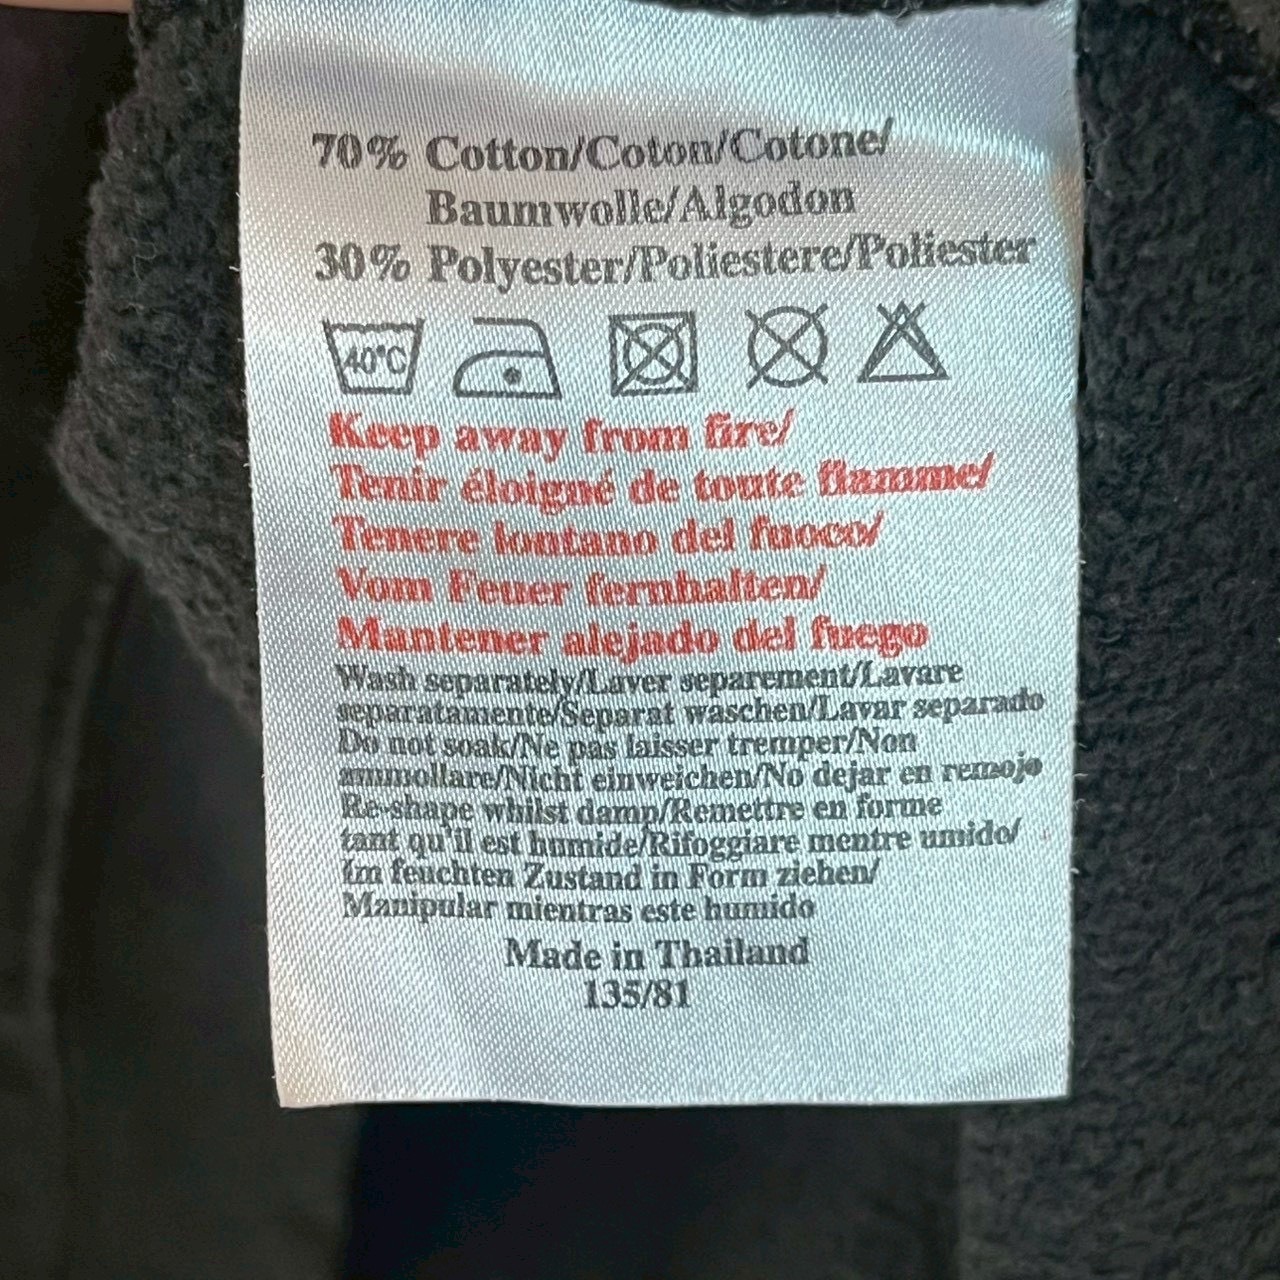 70% Cotton/Coton/Cotone/
Baumwolle/Algodon
30% Polyester/Poliestere/Poliester
40°C
Keep away from fire/
Tenir éloigné de toute flamme/
Tenere lontano del fuoco/
Vom Feuer fernhalten/
Mantener alejado del fuego
Wash separately/Laver separement/Lavare
separatamente/Separat waschen/Lavar separado
Do not soak/Ne pas laisser tremper/Non
ammollare/Nicht einweichen/No dejar en remojo
Re-shape whilst damp/Remettre en forme
tant qu'il est humide/Rifoggiare mentre umido/
Im feuchten Zustand in Form ziehen/
Manipular mientras este humido
Made in Thailand
135/81